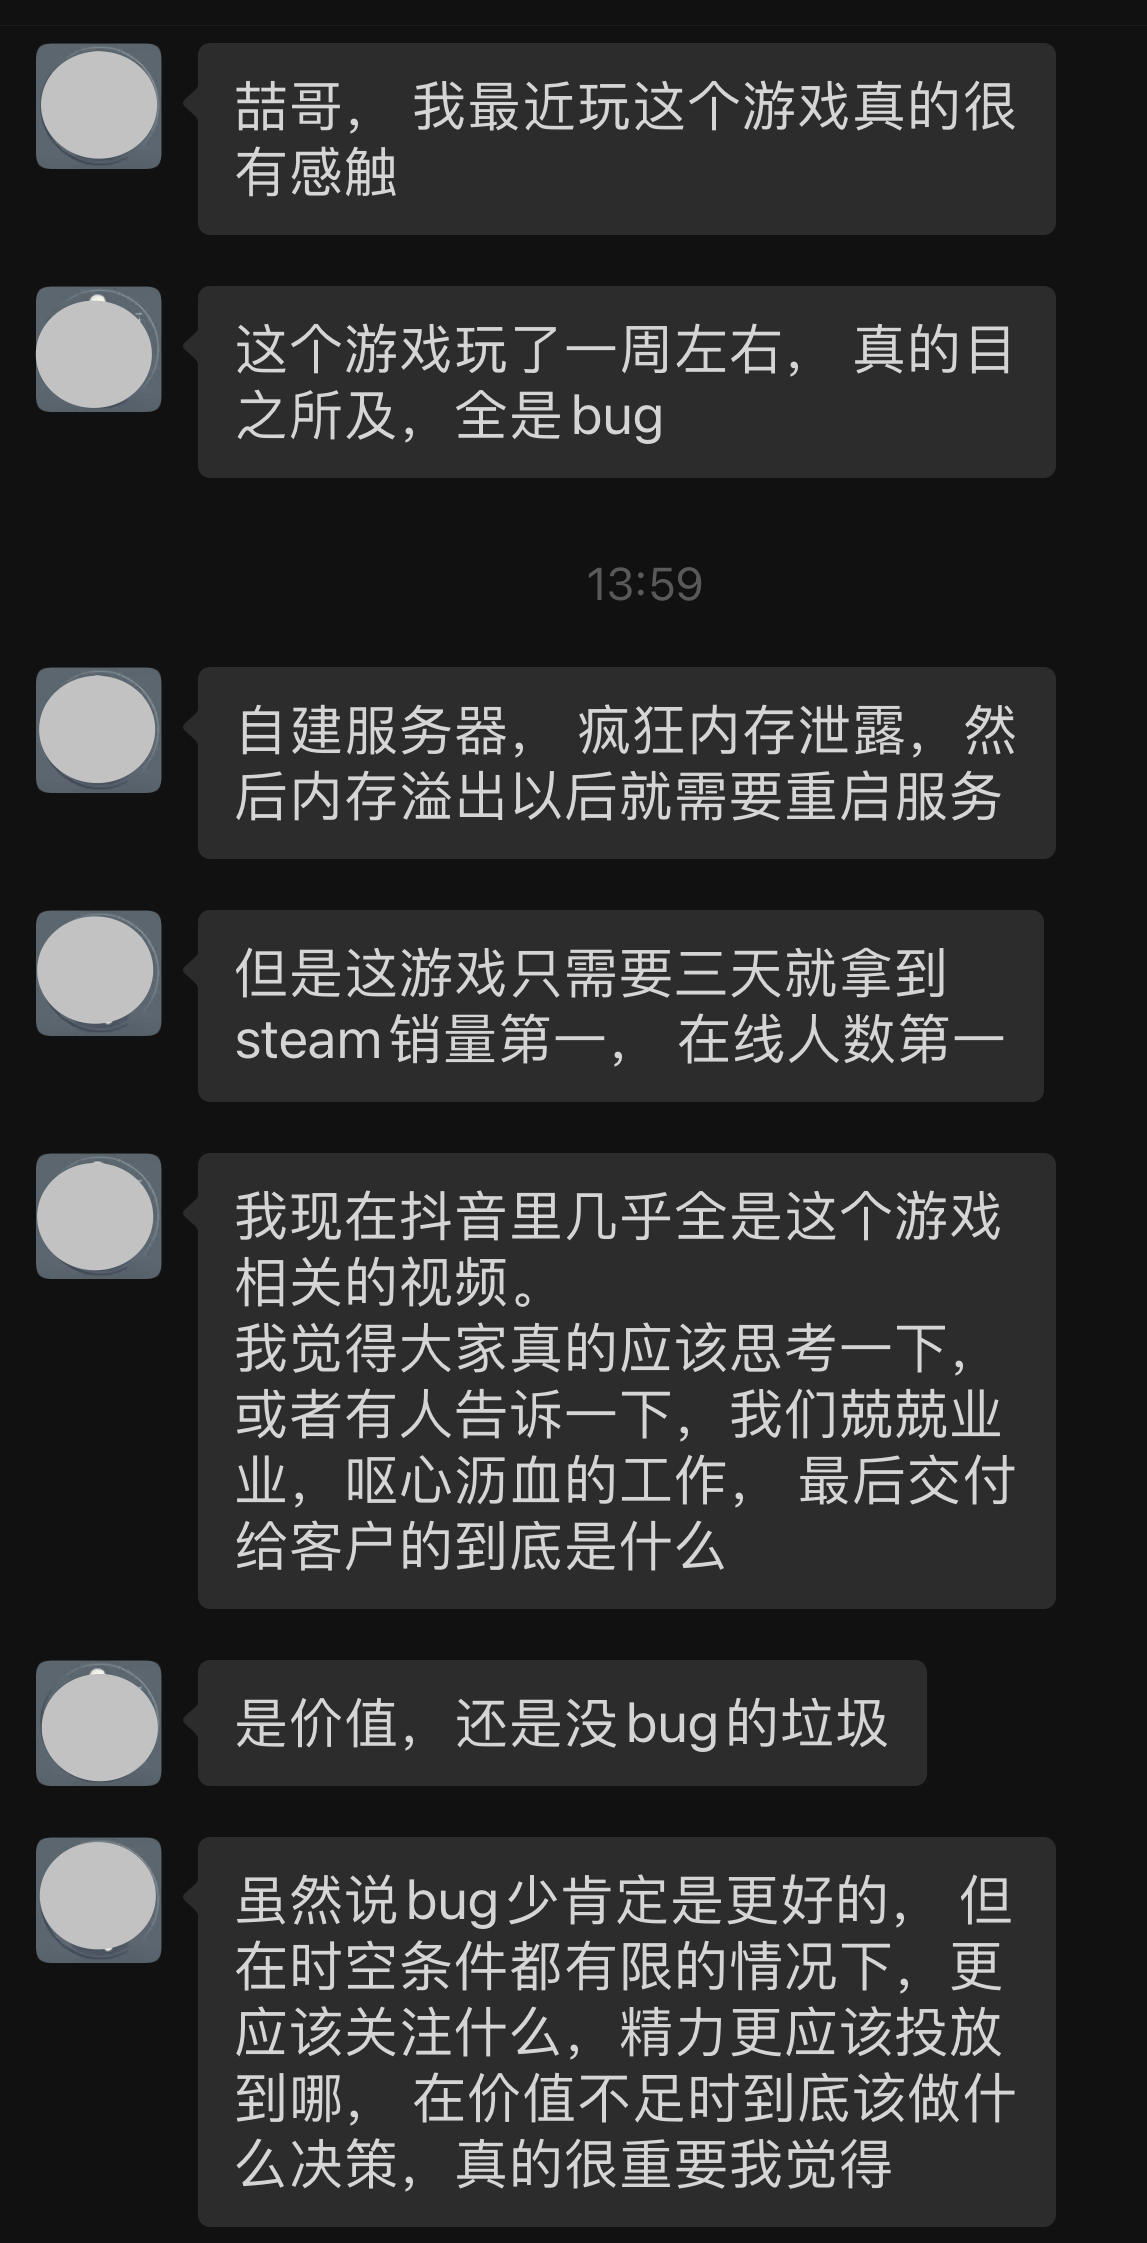 喆哥， 我最近玩这个游戏真的很
有感触
这个游戏玩了一周左右， 真的目
之所及，全是bug
13:59
自建服务器， 疯狂内存泄露，然
后内存溢出以后就需要重启服务
但是这游戏只需要三天就拿到
steam销量第一， 在线人数第一
我现在抖音里几乎全是这个游戏
相关的视频。
我觉得大家真的应该思考一下，
或者有人告诉一下，我们兢兢业
业，呕心沥血的工作， 最后交付
给客户的到底是什么
是价值，还是没bug的垃圾
虽然说bug少肯定是更好的， 但
在时空条件都有限的情况下，更
应该关注什么，精力更应该投放
到哪， 在价值不足时到底该做什
么决策，真的很重要我觉得